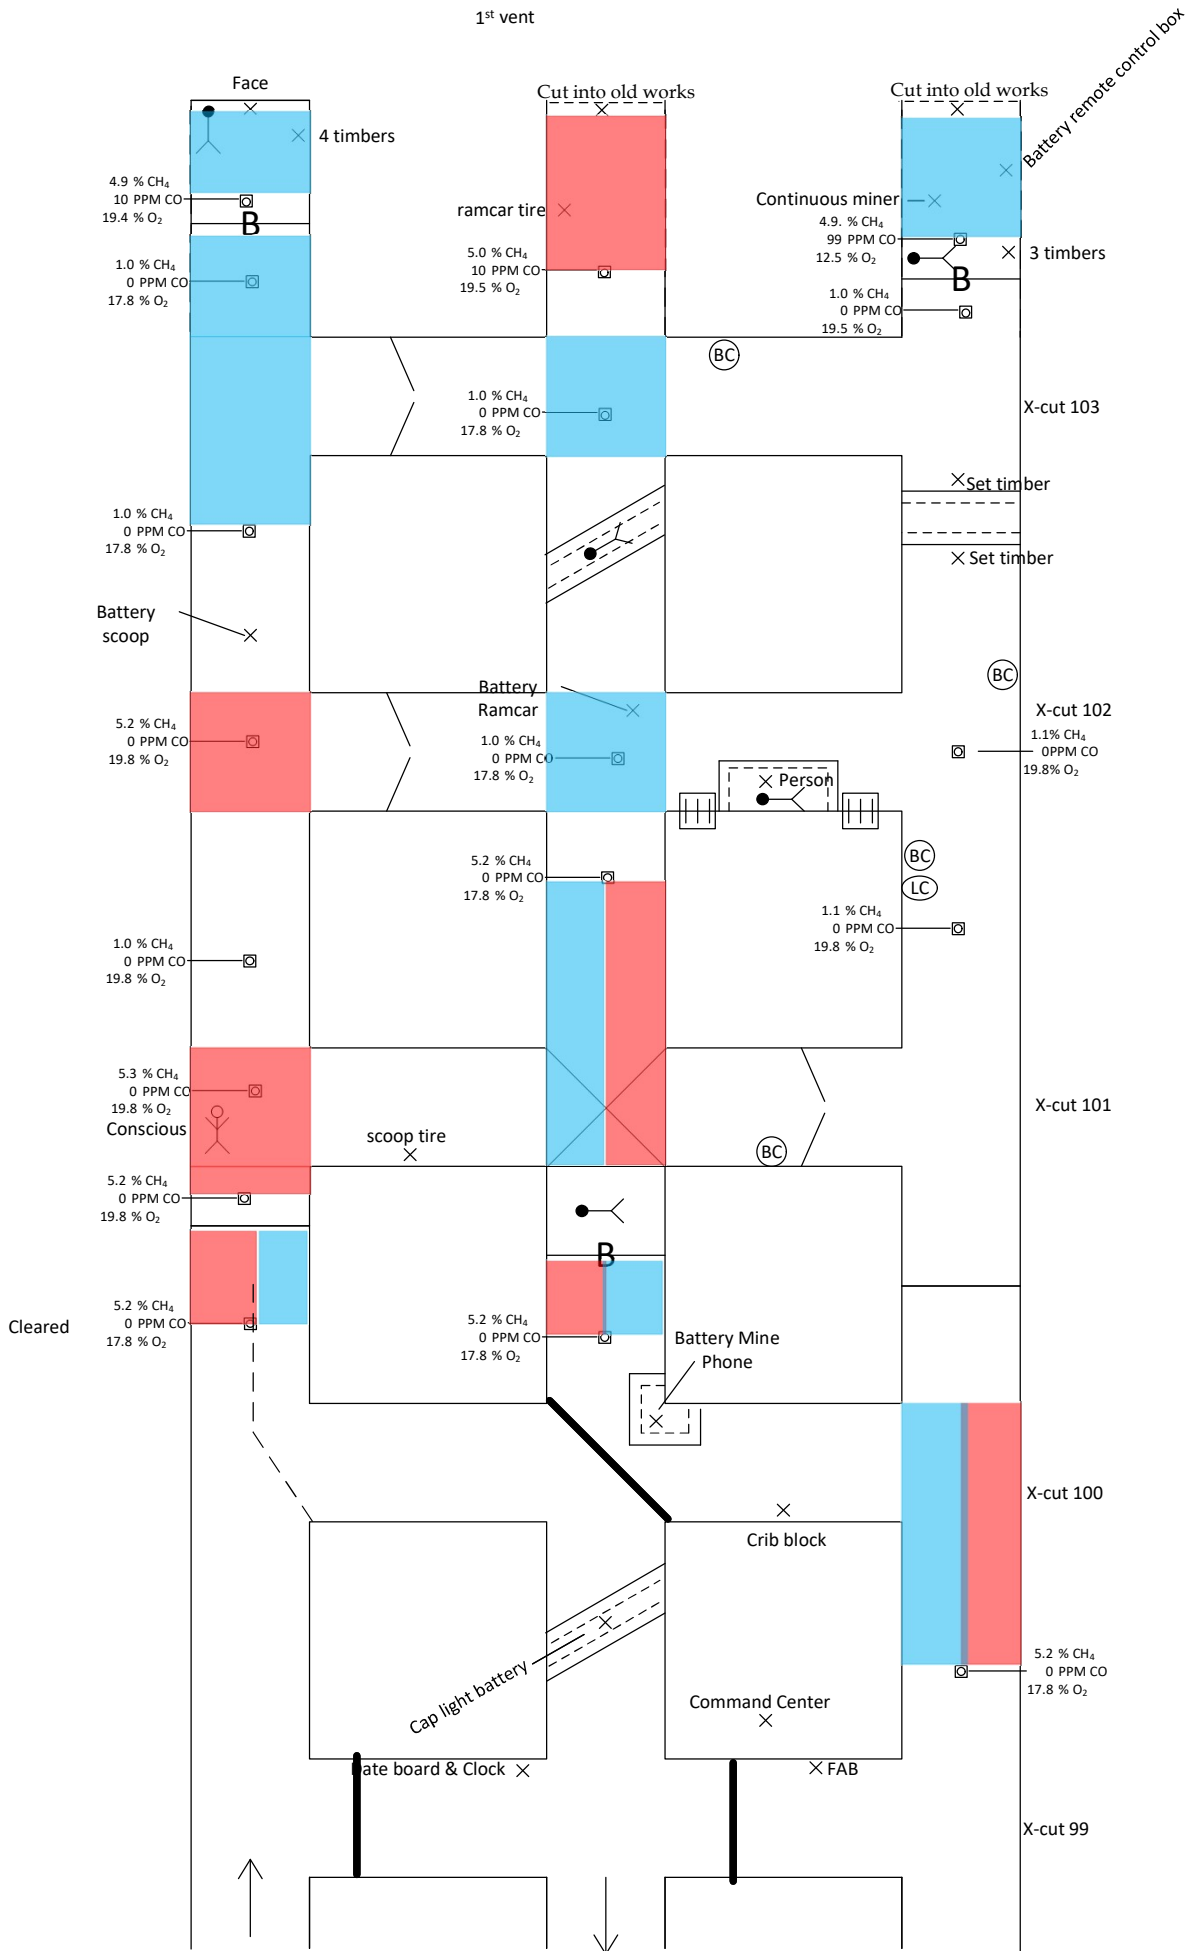 1st vent
Battery remote control box
Face
Cut into old works
Cut into old works
4 timbers
4.9 % CH4
10 PPM CO
19.4 % O2
B
ramcar tire
5.0 % CH4
10 PPM CO
19.5 % O2
Continuous miner
4.9. % CH4
99 PPM CO
12.5 % O2
3 timbers
B
1.0 % CH4
0 PPM CO
17.8 % O2
1.0 % CH4
0 PPM CO
19.5 % O2
BC
1.0 % CH4
0 PPM CO
17.8 % O2
X-cut 103
Set timber
1.0 % CH4
0 PPM CO
17.8 % O2
Set timber
Battery
scoop
BC
Battery
Ramcar
X-cut 102
5.2 % CH4
0 PPM CO
19.8 % O2
1.0 % CH4
0 PPM CO
17.8 % O2
1.1% CH4
0PPM CO
19.8% O2
Person
5.2 % CH4
0 PPM CO
17.8 % O2
BC
LC
1.1 % CH4
0 PPM CO
19.8 % O2
1.0 % CH4
0 PPM CO
19.8 % O2
5.3 % CH4
0 PPM CO
19.8 % O2
Conscious
X-cut 101
scoop tire
BC
5.2 % CH4
0 PPM CO
19.8 % O2
B
Cleared
5.2 % CH4
0 PPM CO
17.8 % O2
5.2 % CH4
0 PPM CO
17.8 % O2
Battery Mine
Phone
X-cut 100
Crib block
Cap light battery
5.2 % CH4
0 PPM CO
17.8 % O2
Command Center
Date board & Clock
FAB
X-cut 99